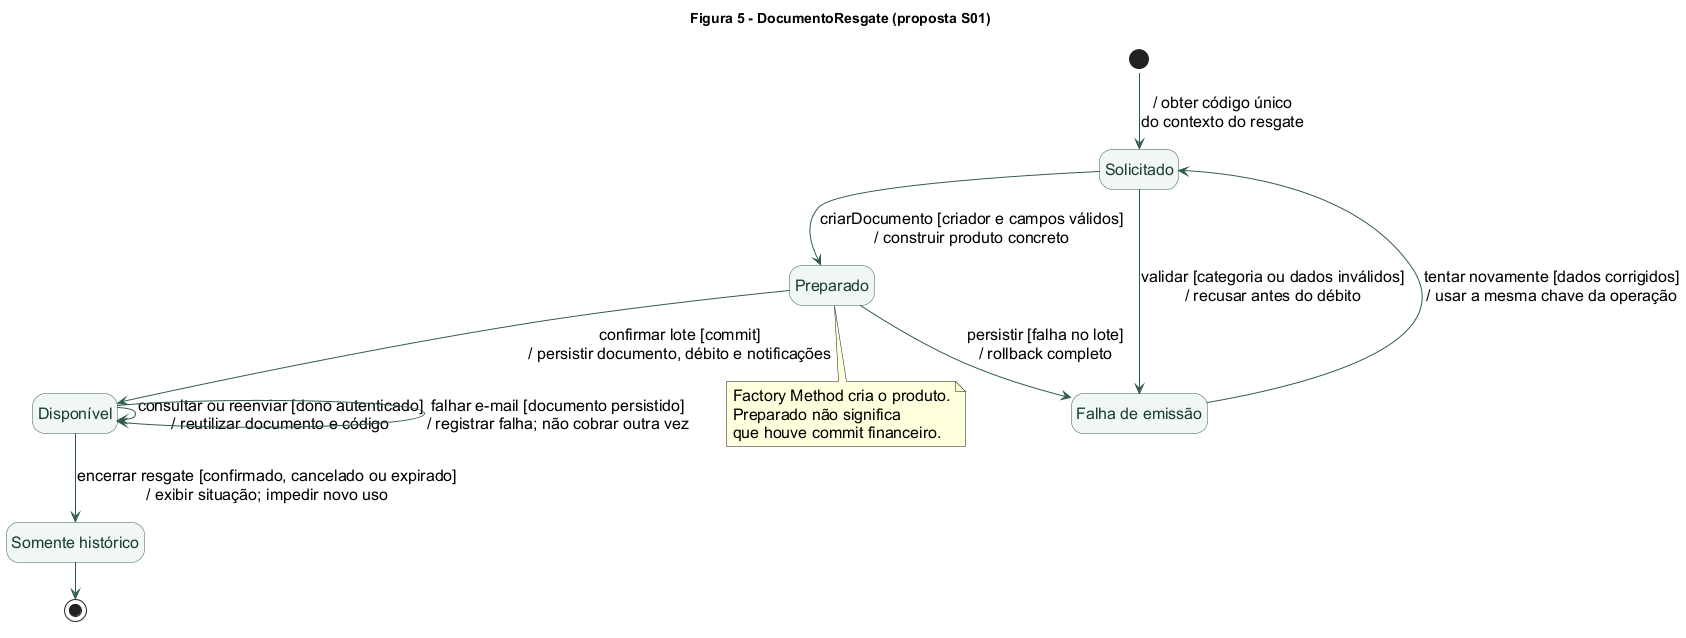 Figura 5 - DocumentoResgate (proposta S01)
/ obter código único
do contexto do resgate
Solicitado
criarDocumento [criador e campos válidos]
/ construir produto concreto
validar [categoria ou dados inválidos]
/ recusar antes do débito
tentar novamente [dados corrigidos]
/ usar a mesma chave da operação
Preparado
confirmar lote [commit]
/ persistir documento, débito e notificações
persistir [falha no lote]
/ rollback completo
Factory Method cria o produto.
Preparado não significa
que houve commit financeiro.
Disponível
consultar ou reenviar [dono autenticado]
/ reutilizar documento e código
falhar e-mail [documento persistido]
/ registrar falha; não cobrar outra vez
Falha de emissão
encerrar resgate [confirmado, cancelado ou expirado]
/ exibir situação; impedir novo uso
Somente histórico